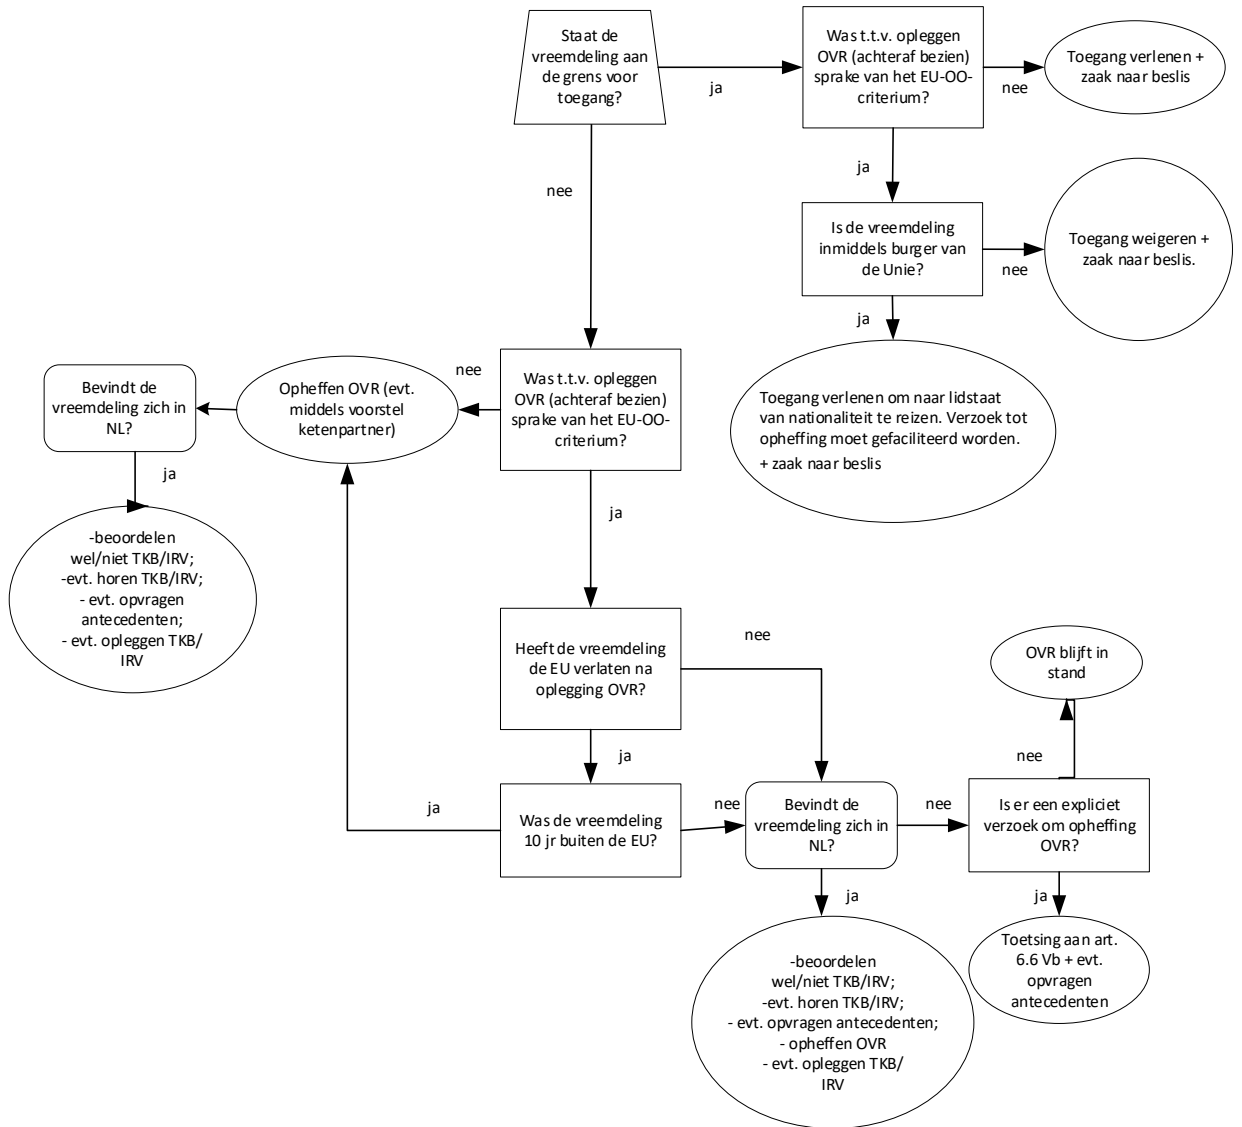 Staat de
vreemdeling aan
de grens voor
toegang?
ja
Was t.t.v. opleggen
OVR (achteraf bezien)
sprake van het EU-OO-
criterium?
nee
Toegang verlenen +
zaak naar beslis
ja
nee
Is de vreemdeling
inmiddels burger van
de Unie?
nee
Toegang weigeren +
zaak naar beslis.
ja
Toegang verlenen om naar lidstaat
van nationaliteit te reizen. Verzoek tot
opheffing moet gefaciliteerd worden.
+ zaak naar beslis
Was t.t.v. opleggen
OVR (achteraf bezien)
sprake van het EU-OO-
criterium?
nee
Opheffen OVR (evt.
middels voorstel
ketenpartner)
Bevindt de
vreemdeling zich in
NL?
ja
-beoordelen
wel/niet TKB/IRV;
-evt. horen TKB/IRV;
- evt. opvragen
antecedenten;
- evt. opleggen TKB/
IRV
ja
Heeft de vreemdeling
de EU verlaten na
oplegging OVR?
nee
ja
Was de vreemdeling
10 jr buiten de EU?
ja
nee
Bevindt de
vreemdeling zich in
NL?
nee
Is er een expliciet
verzoek om opheffing
OVR?
nee
OVR blijft in
stand
ja
Toetsing aan art.
6.6 Vb + evt.
opvragen
antecedenten
ja
-beoordelen
wel/niet TKB/IRV;
-evt. horen TKB/IRV;
- evt. opvragen antecedenten;
- opheffen OVR
- evt. opleggen TKB/
IRV